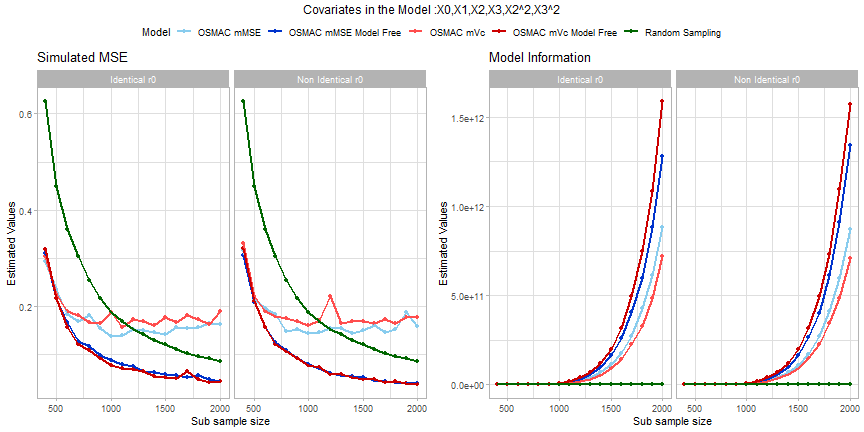 Covariates in the Model :X0,X1,X2,X3,X2^2,X3^2
Model OSMAC mMSE OSMAC mMSE Model Free OSMAC mVc OSMAC mVc Model Free Random Sampling
Simulated MSE
Identical r0 Non Identical r0
Estimated Values
0.6
0.4
0.2
500 1000 1500 2000 500 1000 1500 2000
Sub sample size
Model Information
Identical r0 Non Identical r0
Estimated Values
1.5e+12
1.0e+12
5.0e+11
0.0e+00
500 1000 1500 2000 500 1000 1500 2000
Sub sample size